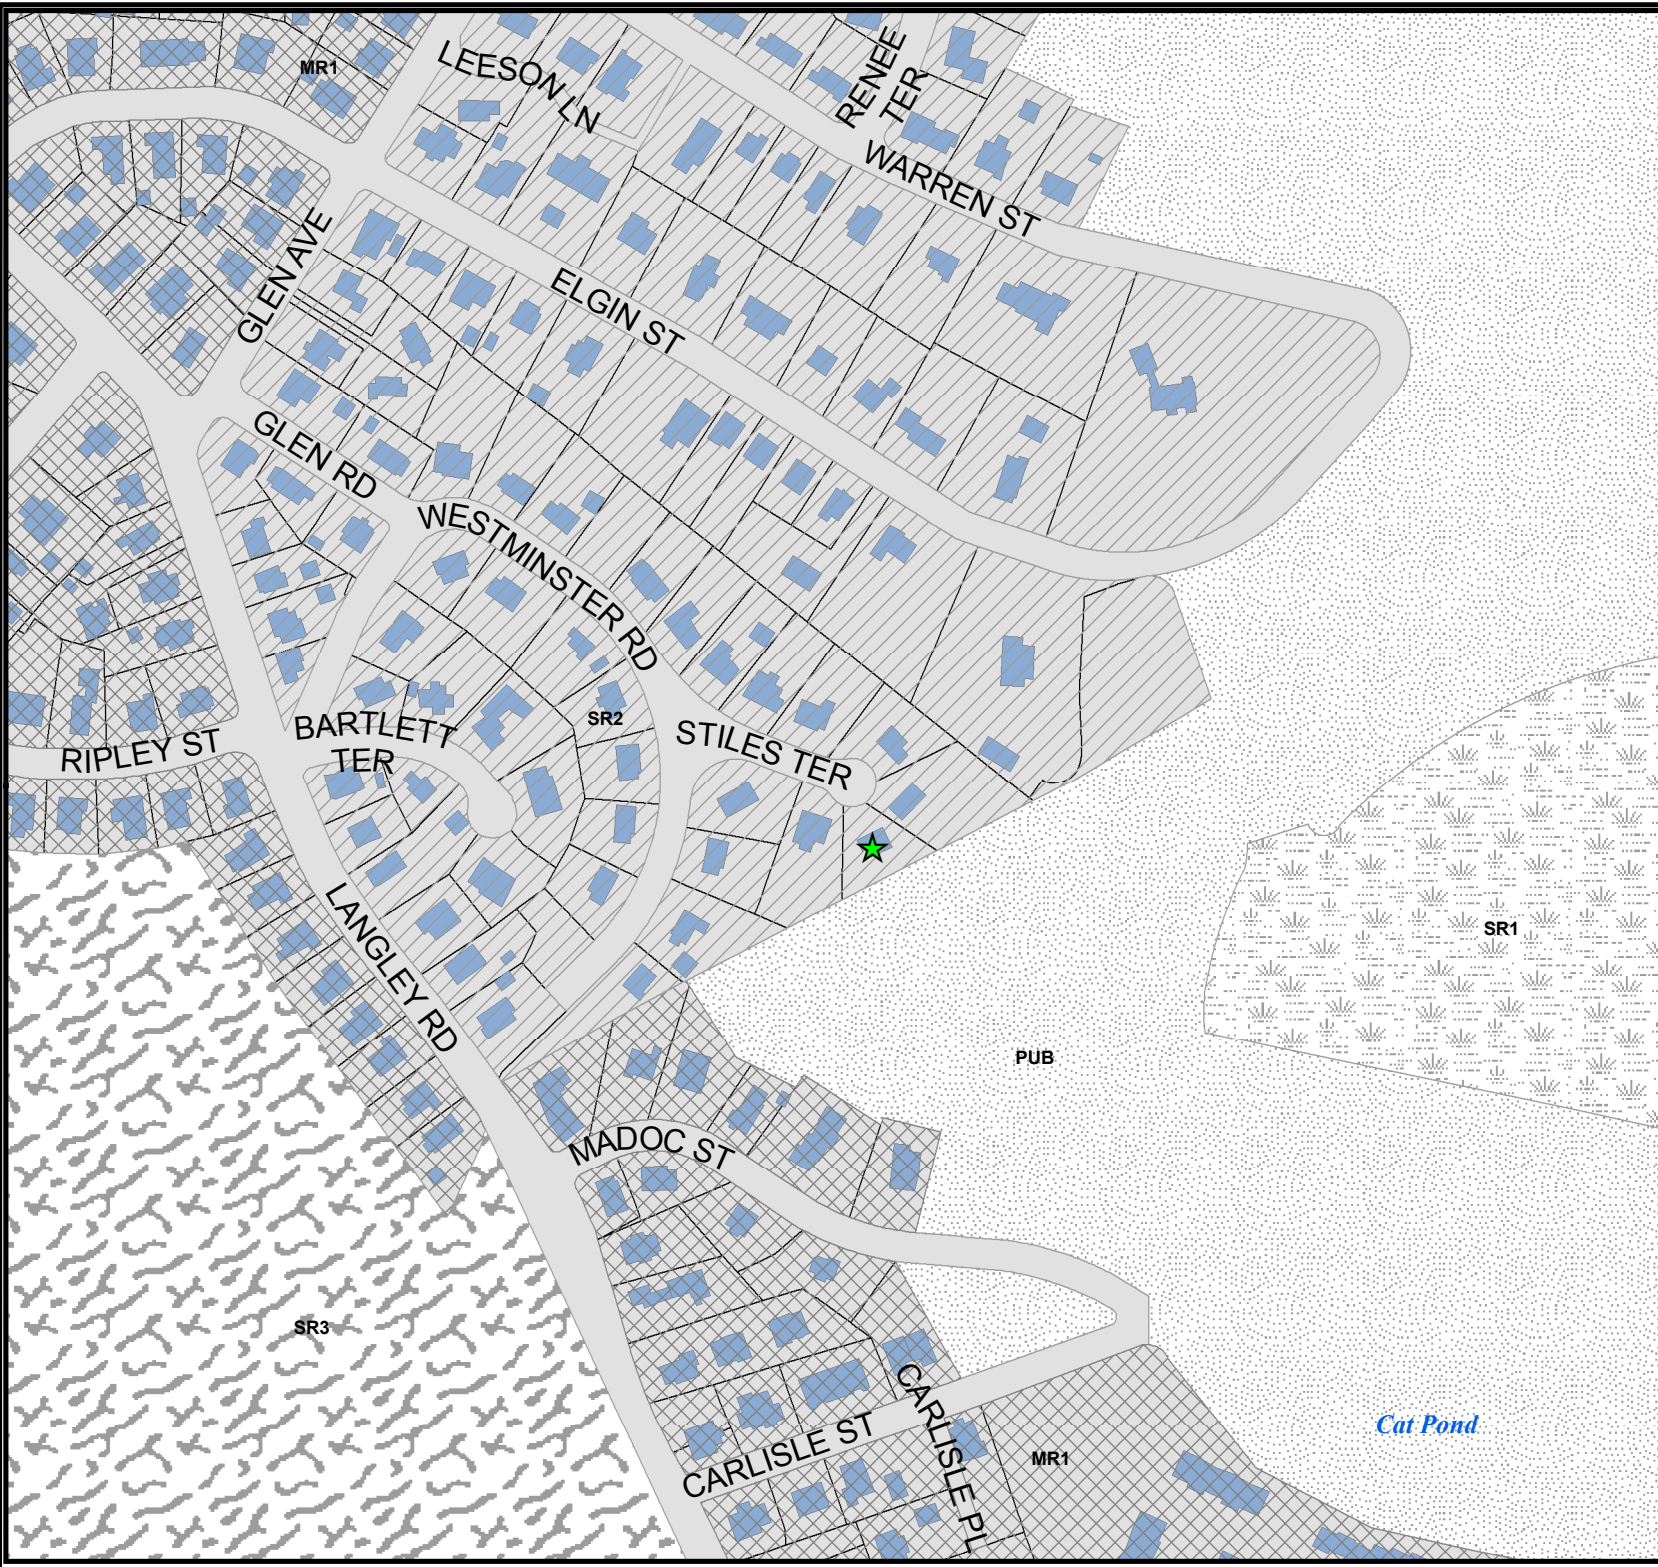 MR1
LEESON LN
RENEE
TER
WARREN ST
GLEN AVE
ELGIN ST
GLEN RD
WESTMINSTER RD
SR2
STILES TER
BARTLETT
TER
RIPLEY ST
LANGLEY RD
SR1
PUB
MADOC ST
SR3
CARLISLE PL
CARLISLE ST
MR1
Cat Pond